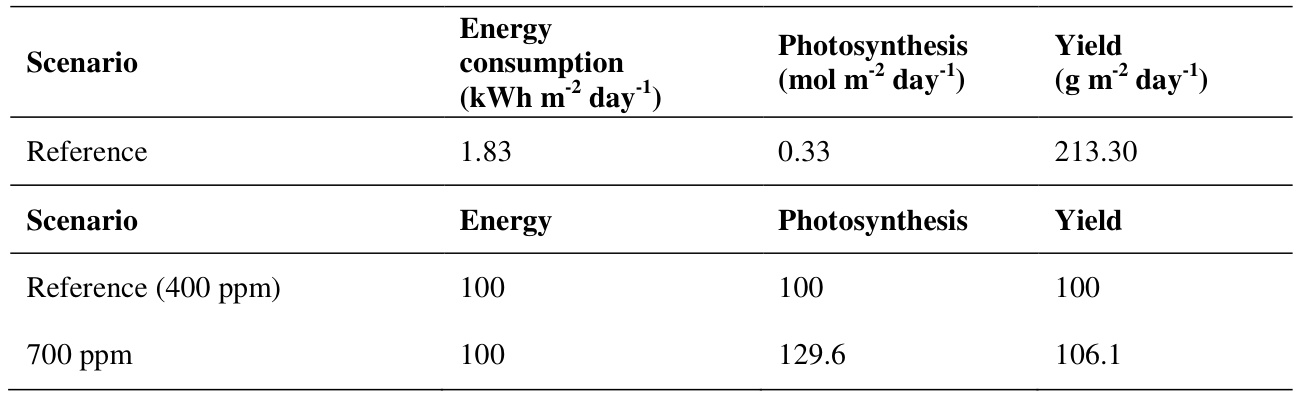 Scenario Energy consumption (kWh m⁻² day⁻¹) Photosynthesis (mol m⁻² day⁻¹) Yield (g m⁻² day⁻¹)
Reference 1.83 0.33 213.30
Scenario Energy Photosynthesis Yield
Reference (400 ppm) 100 100 100
700 ppm 100 129.6 106.1